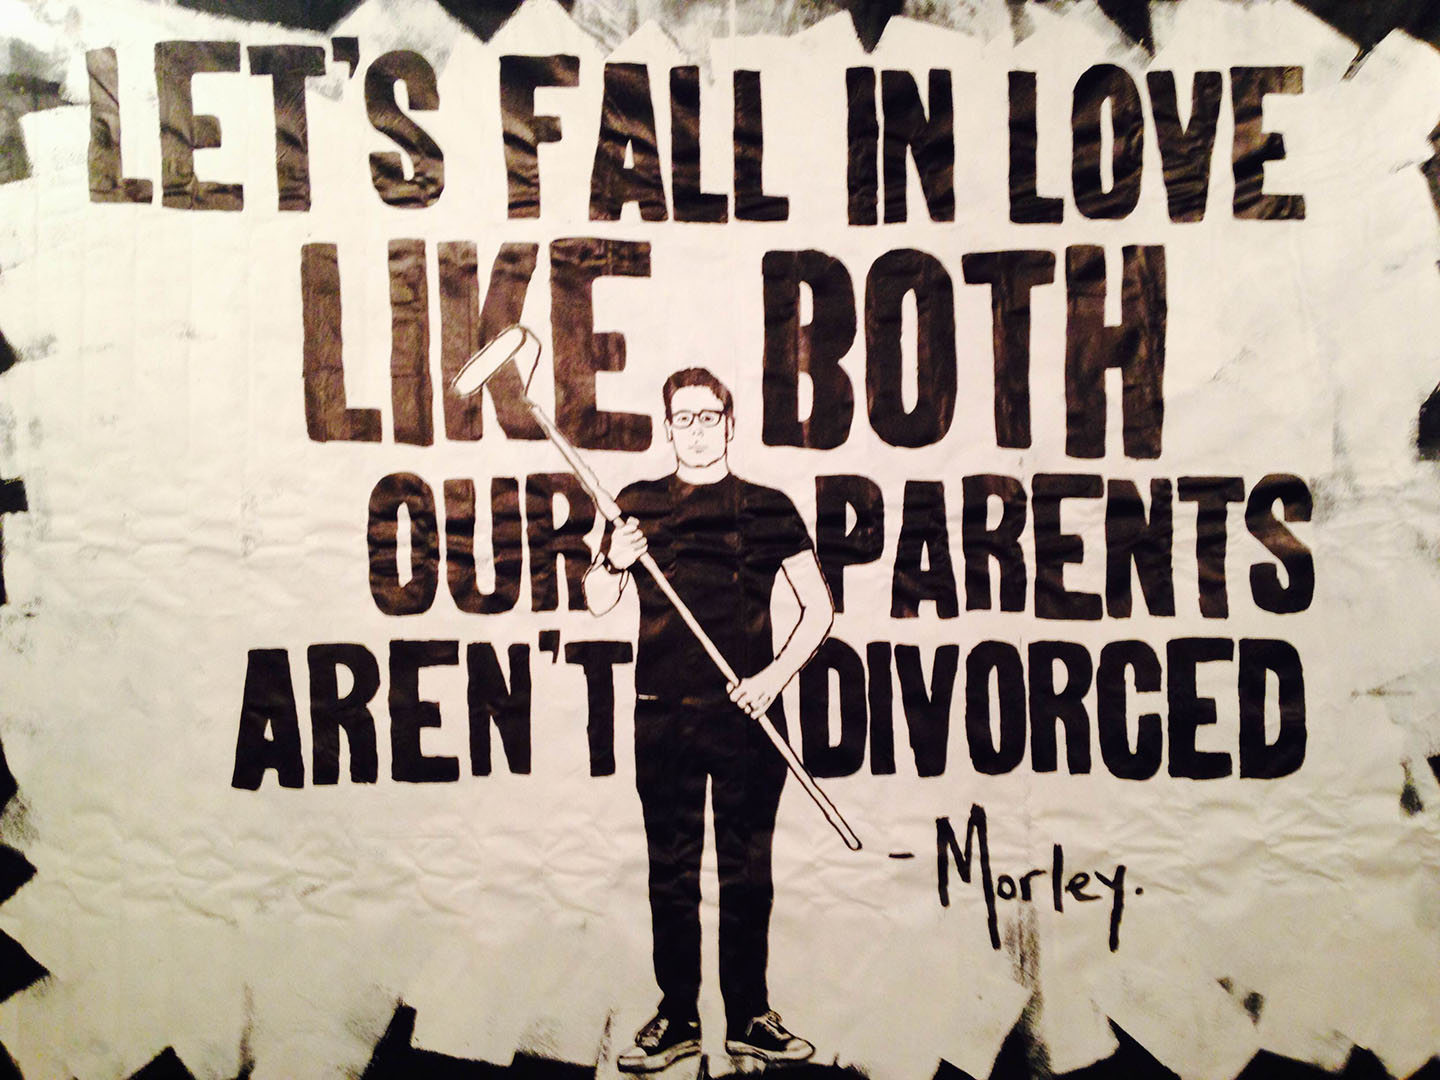 LET'S FALL IN LOVE
LIKE BOTH
OUR PARENTS
AREN'T DIVORCED
- Morley.